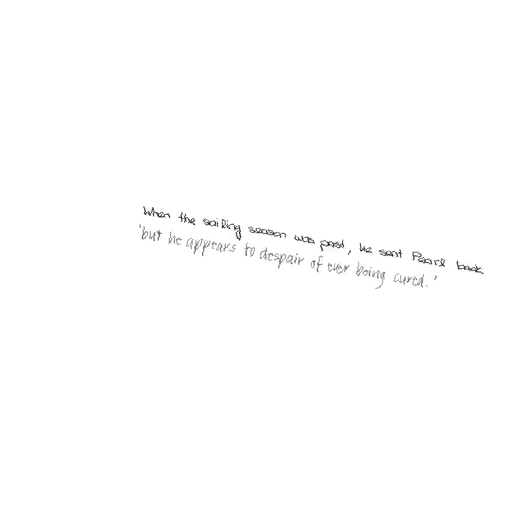 When the sailing season was past, he sent Pearl back
'but he appears to despair of ever being cured.'